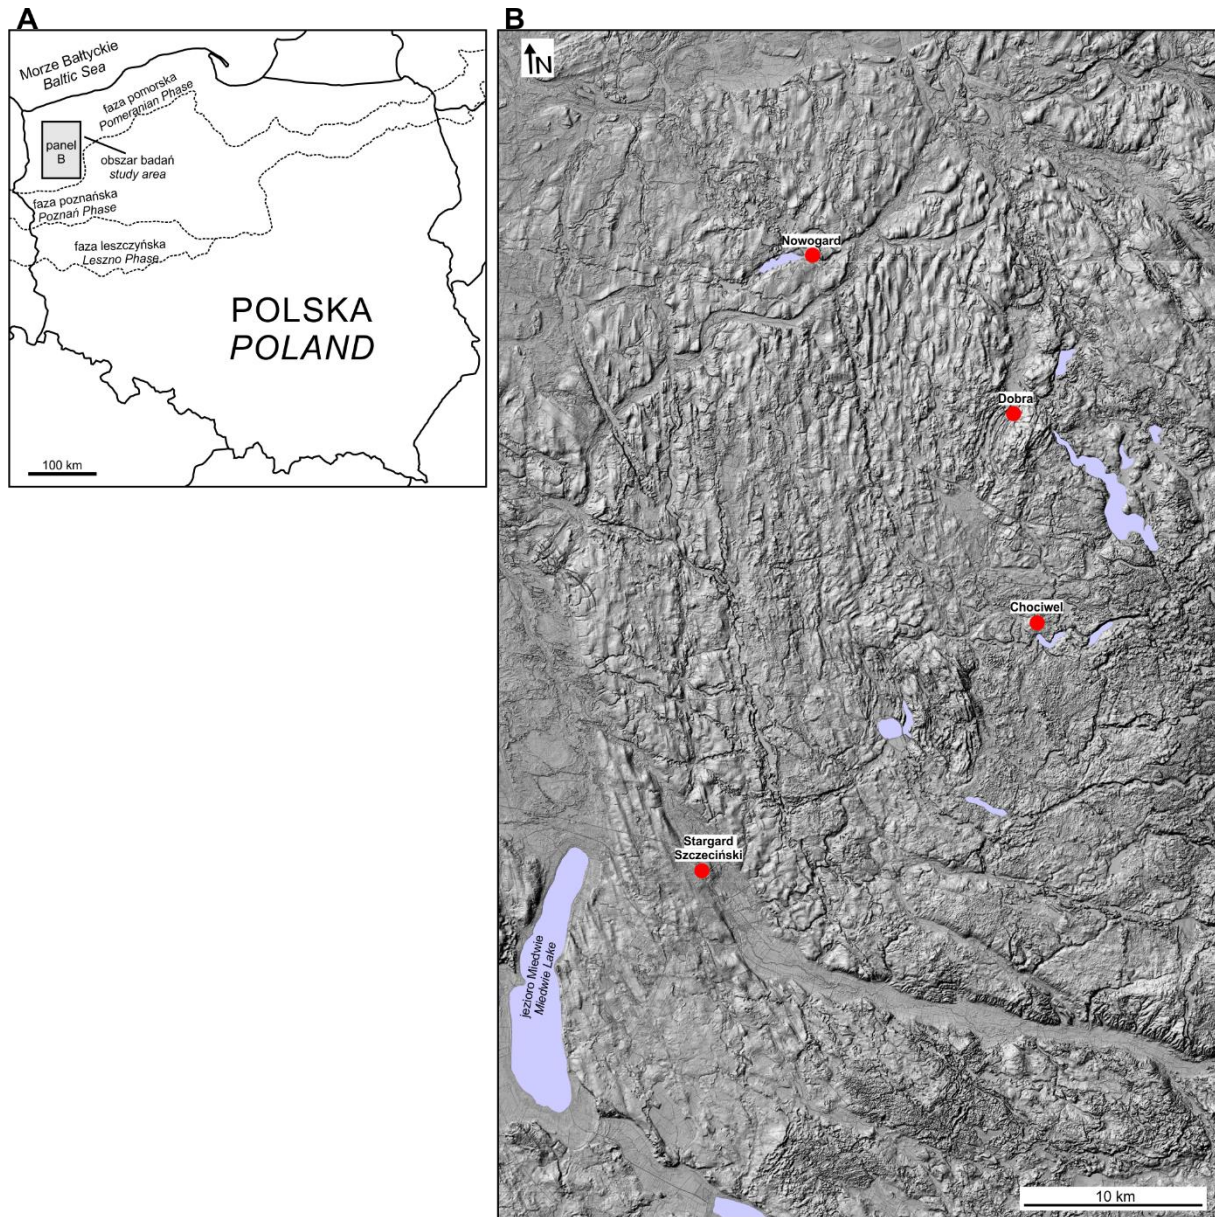 A
Morze Bałtyckie
Baltic Sea
faza pomorska
Pomeranian Phase
panel
B
obszar badań
study area
faza poznańska
Poznań Phase
faza leszczyńska
Leszno Phase
POLSKA
POLAND
100 km
B
N
Nowogard
Dobra
Chociwel
Stargard
Szczeciński
jezioro Miedwie
Miedwie Lake
10 km